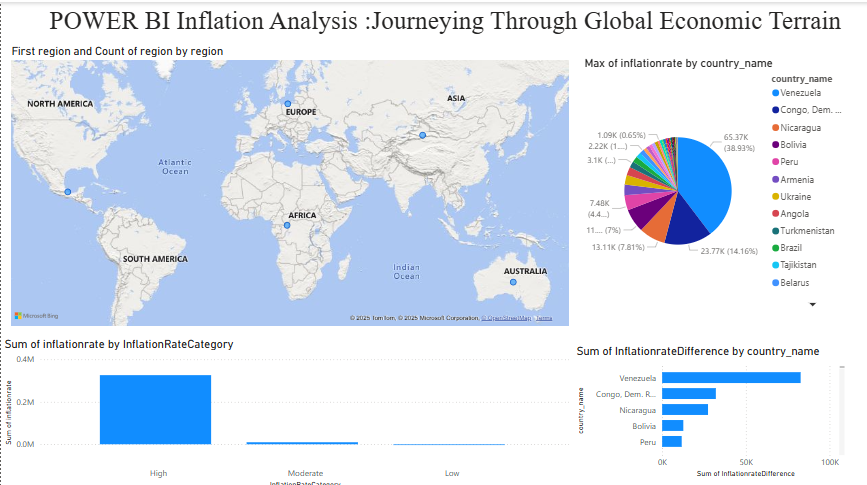 POWER BI Inflation Analysis :Journeying Through Global Economic Terrain
First region and Count of region by region
NORTH AMERICA
EUROPE
ASIA
Atlantic
Ocean
AFRICA
SOUTH AMERICA
Indian
Ocean
AUSTRALIA
Microsoft Bing
© 2025 TomTom, © 2025 Microsoft Corporation, © OpenStreetMap Terms
Max of inflationrate by country_name
country_name
Venezuela
Congo, Dem. ...
Nicaragua
Bolivia
Peru
Armenia
Ukraine
Angola
Turkmenistan
Brazil
Tajikistan
Belarus
65.37K
(38.93%)
23.77K (14.16%)
13.11K (7.81%)
11.... (7%)
7.48K
(4.4...)
3.1K (...)
2.22K (1...)
1.09K (0.65%)
Sum of inflationrate by InflationRateCategory
Sum of inflationrate
0.4M
0.2M
0.0M
High
Moderate
Low
InflationRateCategory
Sum of InflationrateDifference by country_name
country_name
Venezuela
Congo, Dem. R...
Nicaragua
Bolivia
Peru
0K
50K
100K
Sum of InflationrateDifference